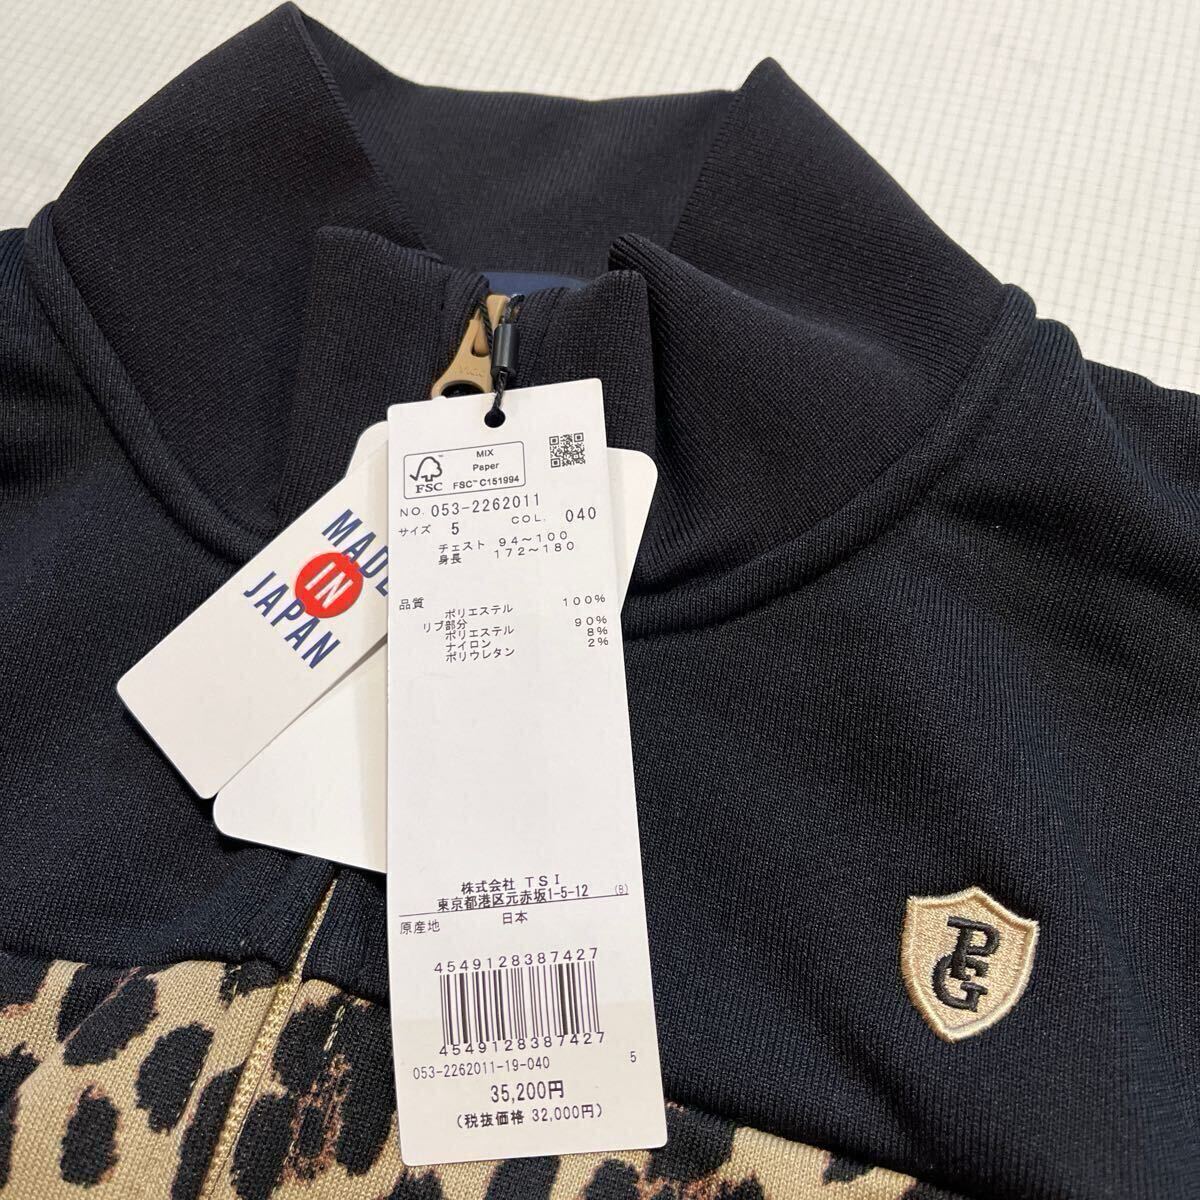 MIX
Paper
FSC
FSC™ C151994
NO. 053-2262011
サイズ 5 COL. 040
チェスト 94〜100
身長 172〜180
品質
ポリエステル 100%
リブ部分
ポリエステル 90%
ナイロン 8%
ポリウレタン 2%
株式会社 TSI
東京都港区元赤坂1-5-12 (B)
原産地 日本
4549128387427
4549128387427
053-2262011-19-040 5
35,200円
(税抜価格 32,000円)
MADE
IN
JAPAN
PG